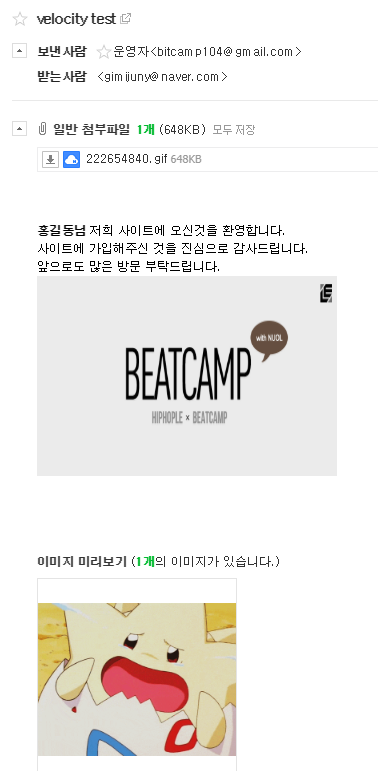 velocity test
보낸사람 운영자<bitcamp104@gmail.com>
받는사람 <gimijuny@naver.com>
일반 첨부파일 1개 (648KB) 모두 저장
222654840.gif 648KB
홍길동님 저희 사이트에 오신것을 환영합니다.
사이트에 가입해주신 것을 진심으로 감사드립니다.
앞으로도 많은 방문 부탁드립니다.
with NUOL
BEATCAMP
HIPHOPLE × BEATCAMP
이미지 미리보기 (1개의 이미지가 있습니다.)